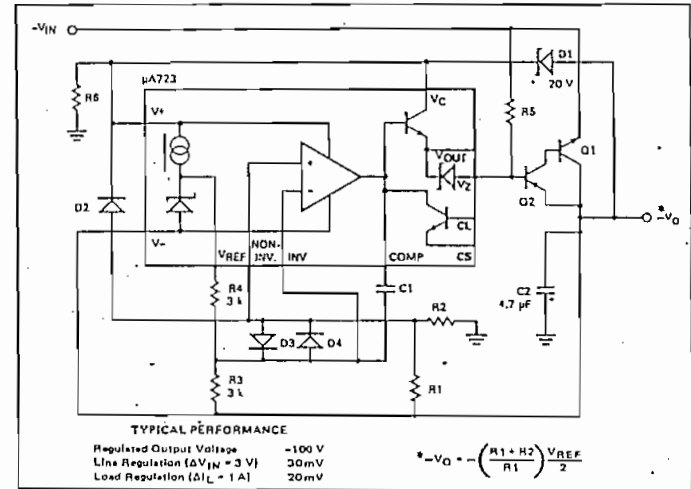 -VIN
μA723
R6
V+
VC
D1
20 V
R5
VOUT
Q1
VZ
Q2
D2
* -VO
V-
CL
VREF
NON-INV.
INV
COMP
CS
R4
3 k
C1
R2
C2
4.7 μF
D3
D4
R3
3 k
R1
TYPICAL PERFORMANCE
Regulated Output Voltage -100 V
Line Regulation (ΔVIN = 3 V) 30mV
Load Regulation (ΔIL = 1 A) 20mV
* -VO = -((R1 + R2)/R1) VREF/2